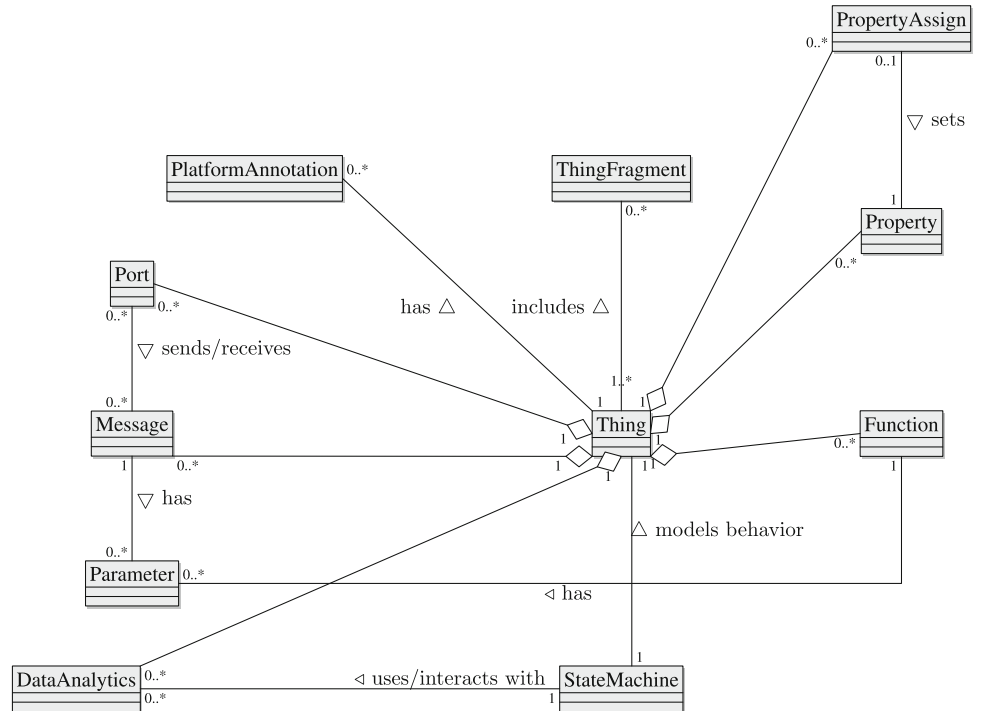 PropertyAssign
0..*
0..1
▽ sets
PlatformAnnotation
0..*
ThingFragment
0..*
1
Property
0..*
Port
0..*
0..*
has △
includes △
▽ sends/receives
1..*
0..*
1
1
Message
Thing
Function
1
1
0..*
1
0..*
1
1
1
1
1
▽ has
△ models behavior
0..*
Parameter
0..*
◁ has
1
DataAnalytics
0..*
◁ uses/interacts with
StateMachine
0..*
1